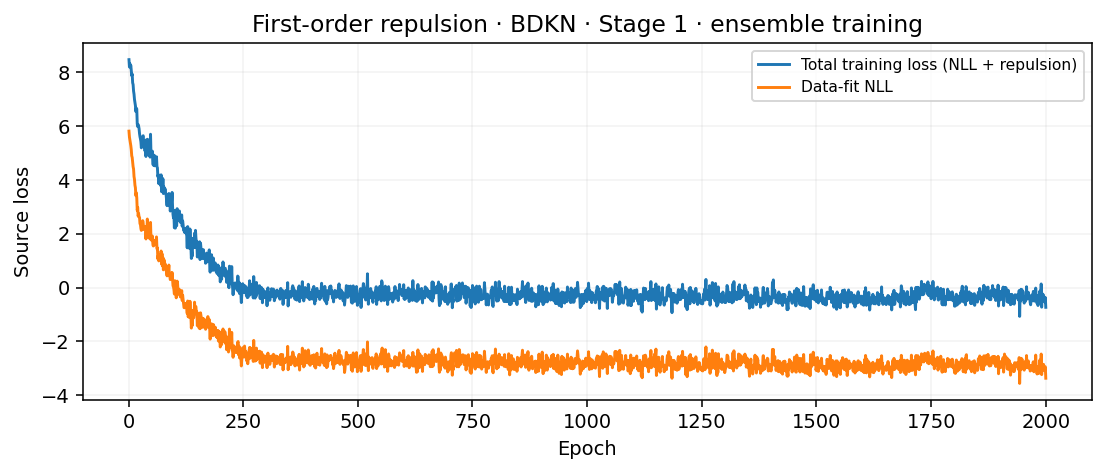 First-order repulsion · BDKN · Stage 1 · ensemble training
Total training loss (NLL + repulsion)
Data-fit NLL
Source loss
8
6
4
2
0
−2
−4
0 250 500 750 1000 1250 1500 1750 2000
Epoch